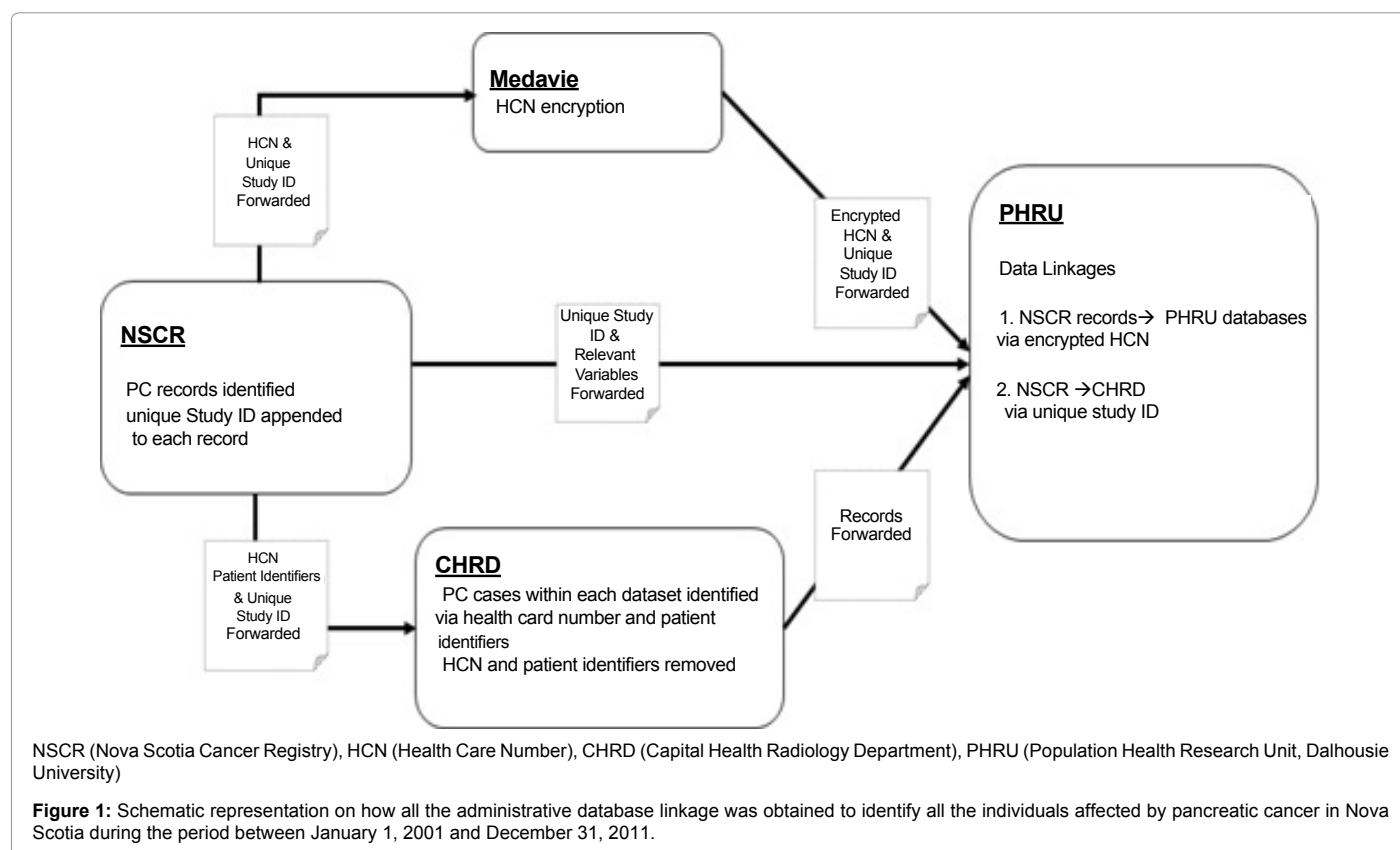 Medavie
HCN encryption
HCN &
Unique
Study ID
Forwarded
Encrypted
HCN &
Unique
Study ID
Forwarded
PHRU
Data Linkages
1. NSCR records→ PHRU databases
via encrypted HCN
2. NSCR →CHRD
via unique study ID
NSCR
PC records identified
unique Study ID appended
to each record
Unique Study
ID &
Relevant
Variables
Forwarded
HCN
Patient Identifiers
& Unique
Study ID
Forwarded
CHRD
PC cases within each dataset identified
via health card number and patient
identifiers
HCN and patient identifiers removed
Records
Forwarded
NSCR (Nova Scotia Cancer Registry), HCN (Health Care Number), CHRD (Capital Health Radiology Department), PHRU (Population Health Research Unit, Dalhousie
University)
Figure 1: Schematic representation on how all the administrative database linkage was obtained to identify all the individuals affected by pancreatic cancer in Nova
Scotia during the period between January 1, 2001 and December 31, 2011.